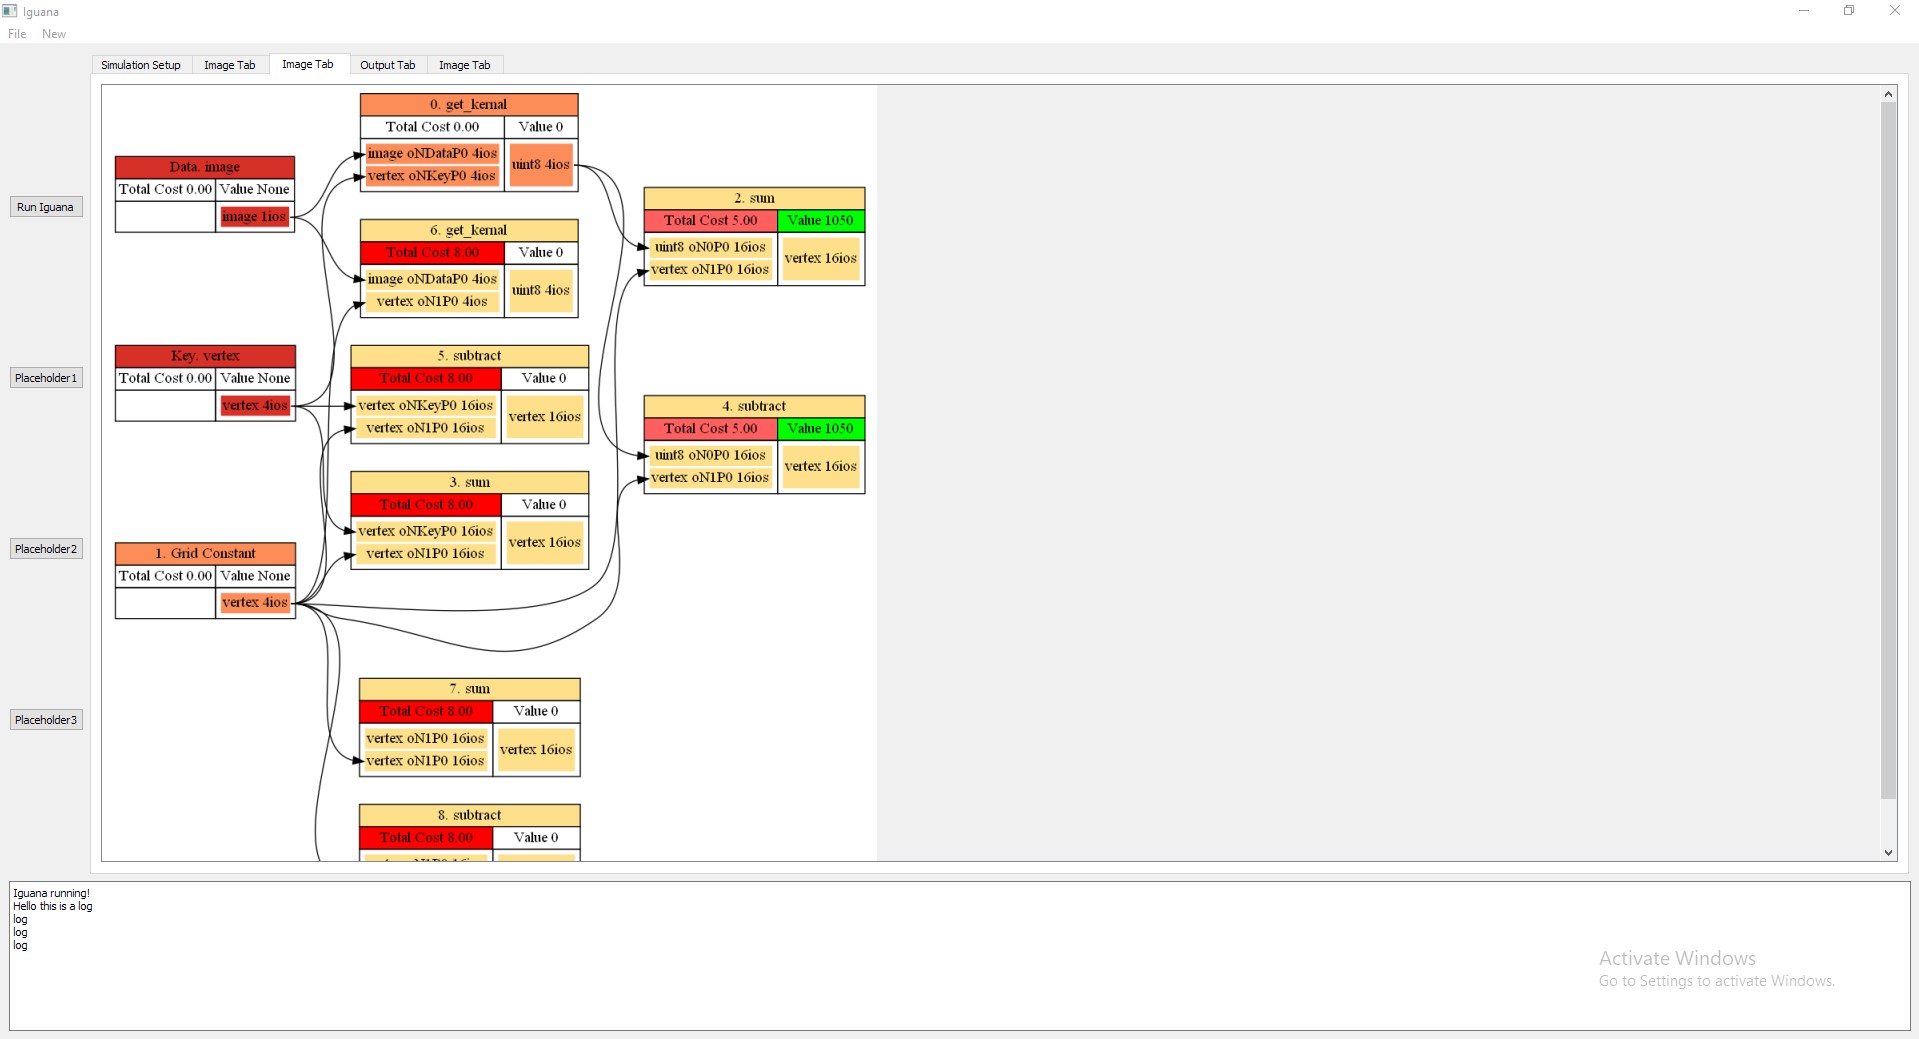 Iguana
File New
Simulation Setup Image Tab Image Tab Output Tab Image Tab
Run Iguana
Placeholder1
Placeholder2
Placeholder3
Data. image
Total Cost 0.00 Value None
image 1ios
Key. vertex
Total Cost 0.00 Value None
vertex 4ios
1. Grid Constant
Total Cost 0.00 Value None
vertex 4ios
0. get_kernal
Total Cost 0.00 Value 0
image oNDataP0 4ios
vertex oNKeyP0 4ios
uint8 4ios
6. get_kernal
Total Cost 8.00 Value 0
image oNDataP0 4ios
vertex oN1P0 4ios
uint8 4ios
5. subtract
Total Cost 8.00 Value 0
vertex oNKeyP0 16ios
vertex oN1P0 16ios
vertex 16ios
3. sum
Total Cost 8.00 Value 0
vertex oNKeyP0 16ios
vertex oN1P0 16ios
vertex 16ios
7. sum
Total Cost 8.00 Value 0
vertex oN1P0 16ios
vertex oN1P0 16ios
vertex 16ios
8. subtract
Total Cost 8.00 Value 0
2. sum
Total Cost 5.00 Value 1050
uint8 oN0P0 16ios
vertex oN1P0 16ios
vertex 16ios
4. subtract
Total Cost 5.00 Value 1050
uint8 oN0P0 16ios
vertex oN1P0 16ios
vertex 16ios
Iguana running!
Hello this is a log
log
log
log
Activate Windows
Go to Settings to activate Windows.